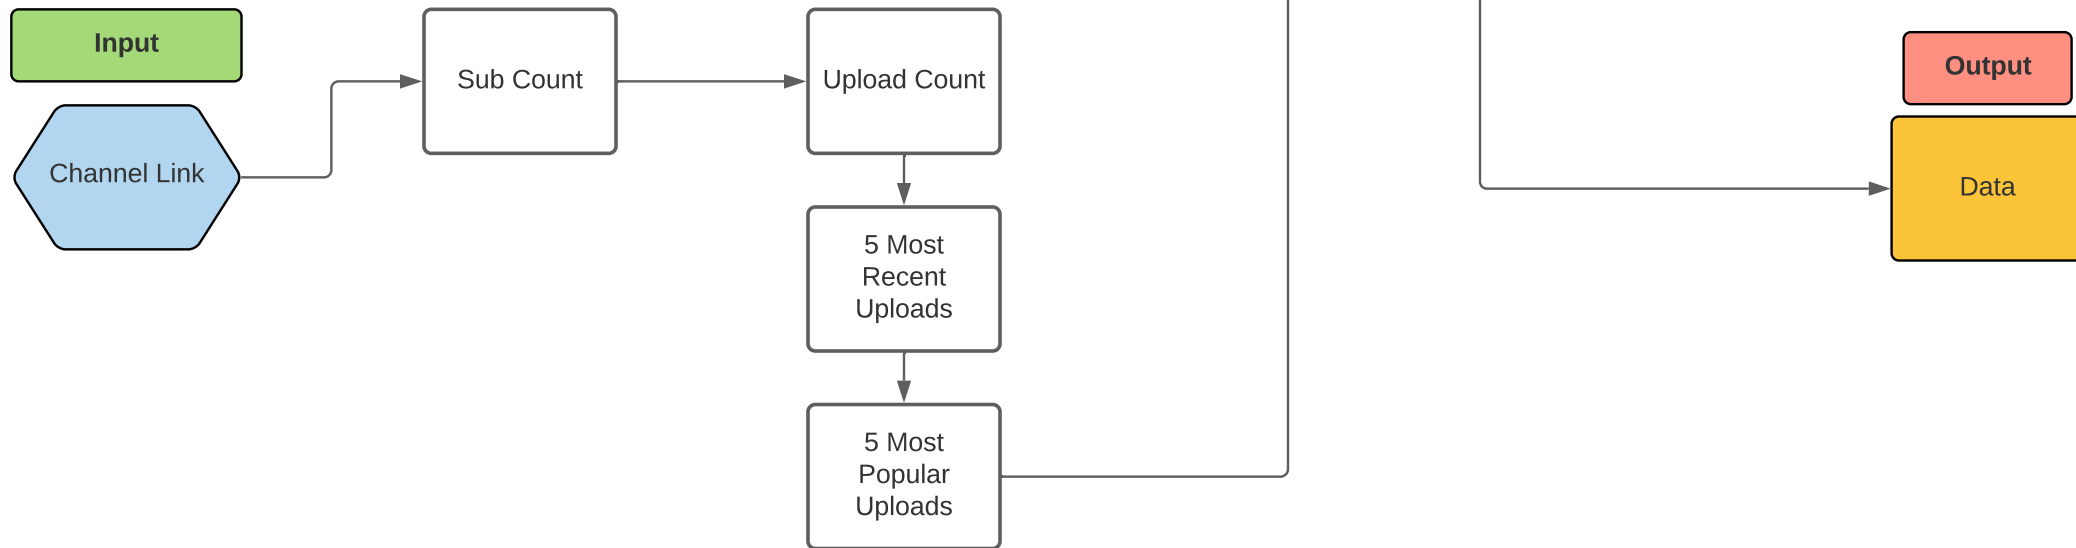 Input
Channel Link
Sub Count
Upload Count
5 Most
Recent
Uploads
5 Most
Popular
Uploads
Output
Data